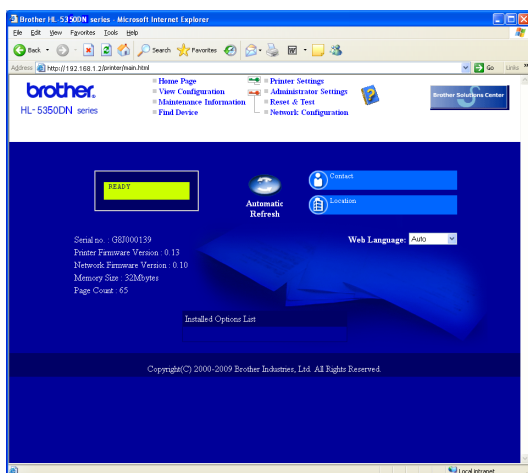 Brother HL-5350DN series - Microsoft Internet Explorer
File Edit View Favorites Tools Help
Back Search Favorites
Address http://192.168.1.2/printer/main.html Go Links »
brother
HL-5350DN series
Home Page
View Configuration
Maintenance Information
Find Device
Printer Settings
Administrator Settings
Reset & Test
Network Configuration
Brother Solutions Center
READY
Automatic
Refresh
Contact
Location
Serial no. : G8J000139
Printer Firmware Version : 0.13
Network Firmware Version : 0.10
Memory Size : 32Mbytes
Page Count : 65
Web Language: Auto
Installed Options List
Copyright(C) 2000-2009 Brother Industries, Ltd. All Rights Reserved.
Local intranet